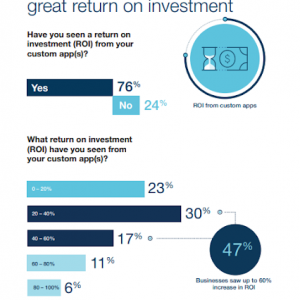 great return on investment
Have you seen a return on
investment (ROI) from your
custom app(s)?
Yes
76%
No 24%
$
ROI from custom apps
What return on investment
(ROI) have you seen from
your custom app(s)?
0 – 20% 23%
20 – 40% 30%
40 – 60% 17%
60 – 80% 11%
80 – 100% 6%
47%
Businesses saw up to 60%
increase in ROI